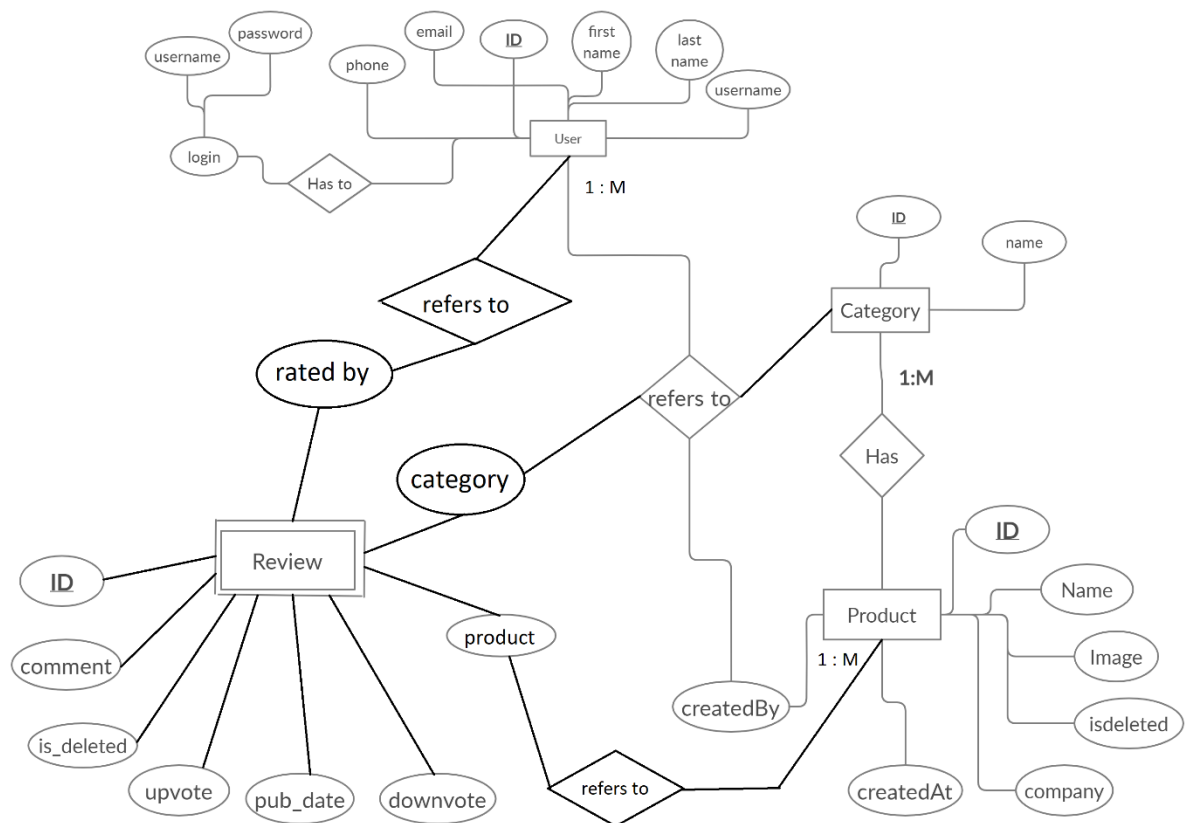 password
email
ID
first
name
last
name
username
phone
username
User
login
Has to
1 : M
ID
name
refers to
Category
rated by
1:M
refers to
category
Has
ID
Review
Name
ID
Product
product
Image
comment
1 : M
createdBy
isdeleted
is_deleted
refers to
upvote
pub_date
downvote
createdAt
company